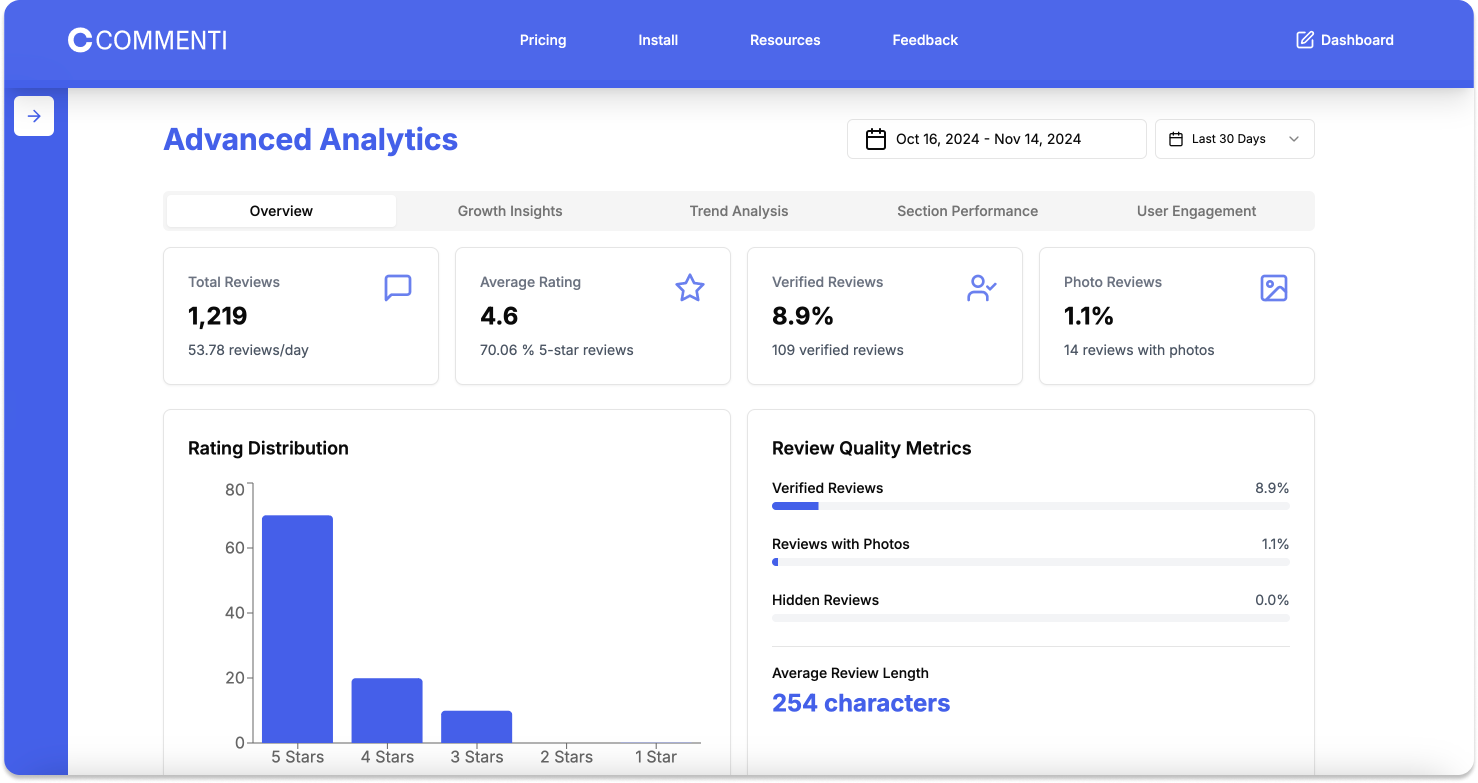 COMMENTI
Pricing
Install
Resources
Feedback
Dashboard
Advanced Analytics
Oct 16, 2024 - Nov 14, 2024
Last 30 Days
Overview
Growth Insights
Trend Analysis
Section Performance
User Engagement
Total Reviews
1,219
53.78 reviews/day
Average Rating
4.6
70.06 % 5-star reviews
Verified Reviews
8.9%
109 verified reviews
Photo Reviews
1.1%
14 reviews with photos
Rating Distribution
80
60
40
20
0
5 Stars
4 Stars
3 Stars
2 Stars
1 Star
Review Quality Metrics
Verified Reviews
8.9%
Reviews with Photos
1.1%
Hidden Reviews
0.0%
Average Review Length
254 characters